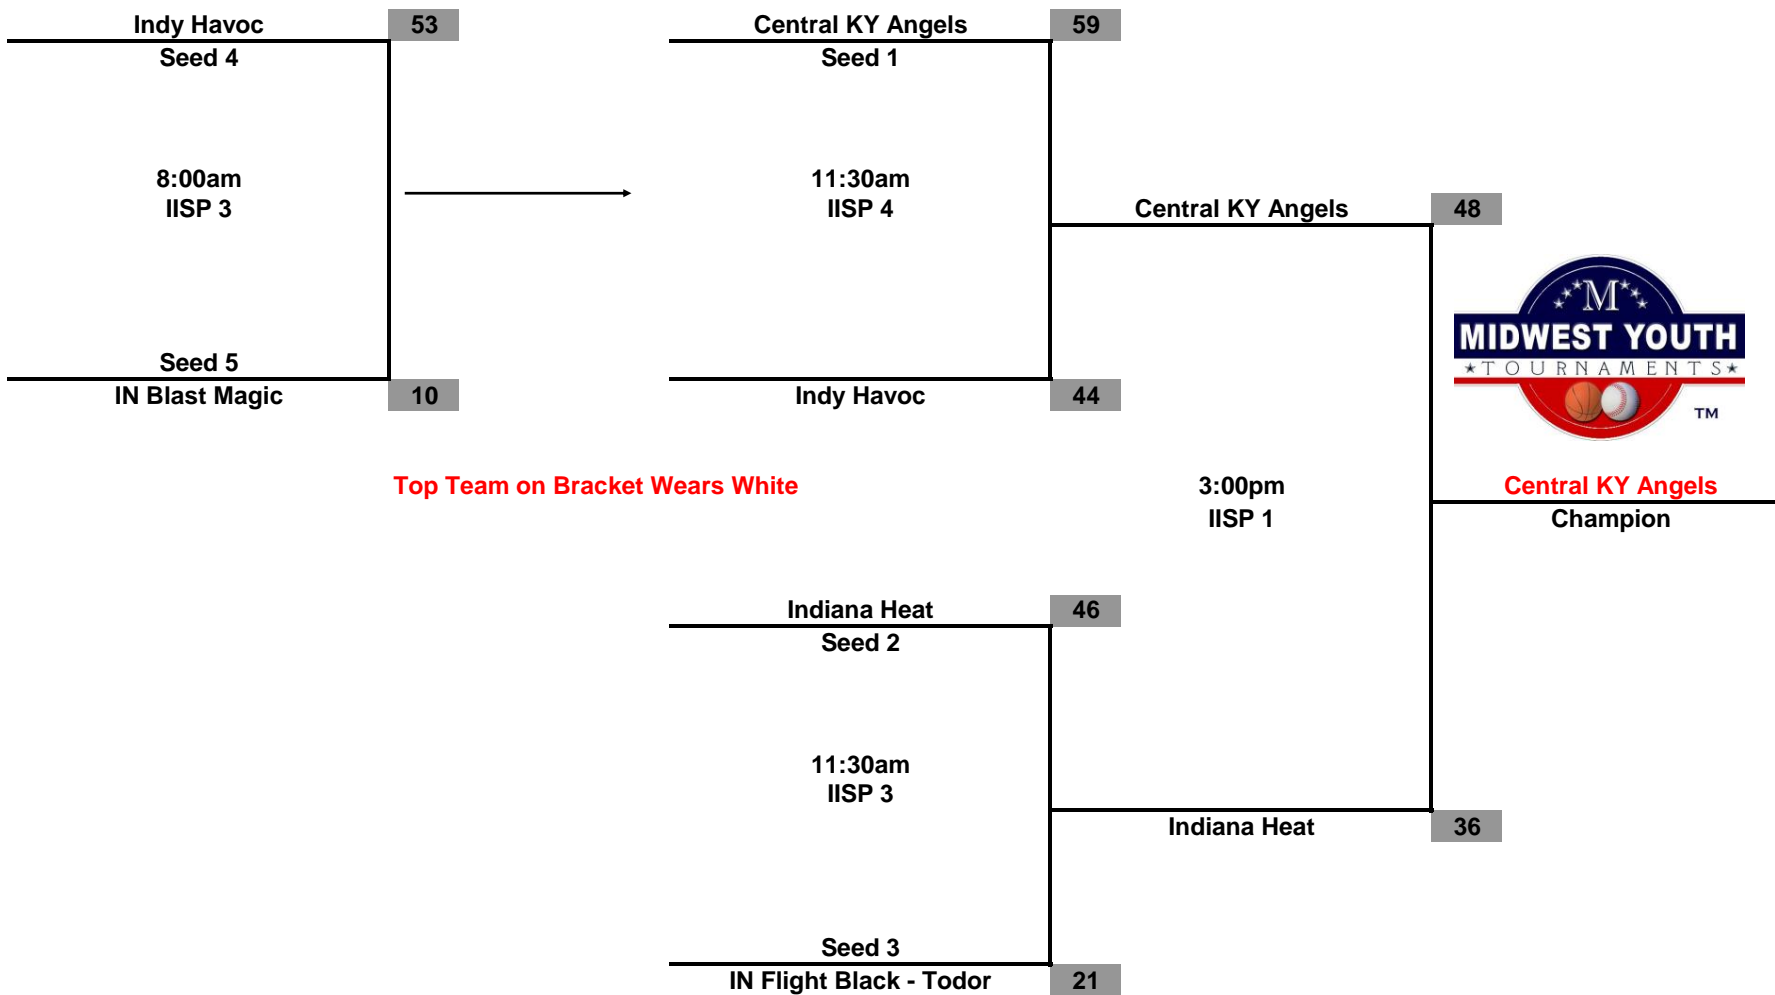 Indy Havoc 53
Seed 4
8:00am
IISP 3
Seed 5
IN Blast Magic 10
Central KY Angels 59
Seed 1
11:30am
IISP 4
Indy Havoc 44
Central KY Angels 48
M
MIDWEST YOUTH
★TOURNAMENTS★
TM
Top Team on Bracket Wears White
3:00pm
IISP 1
Central KY Angels
Champion
Indiana Heat 46
Seed 2
11:30am
IISP 3
Seed 3
IN Flight Black - Todor 21
Indiana Heat 36